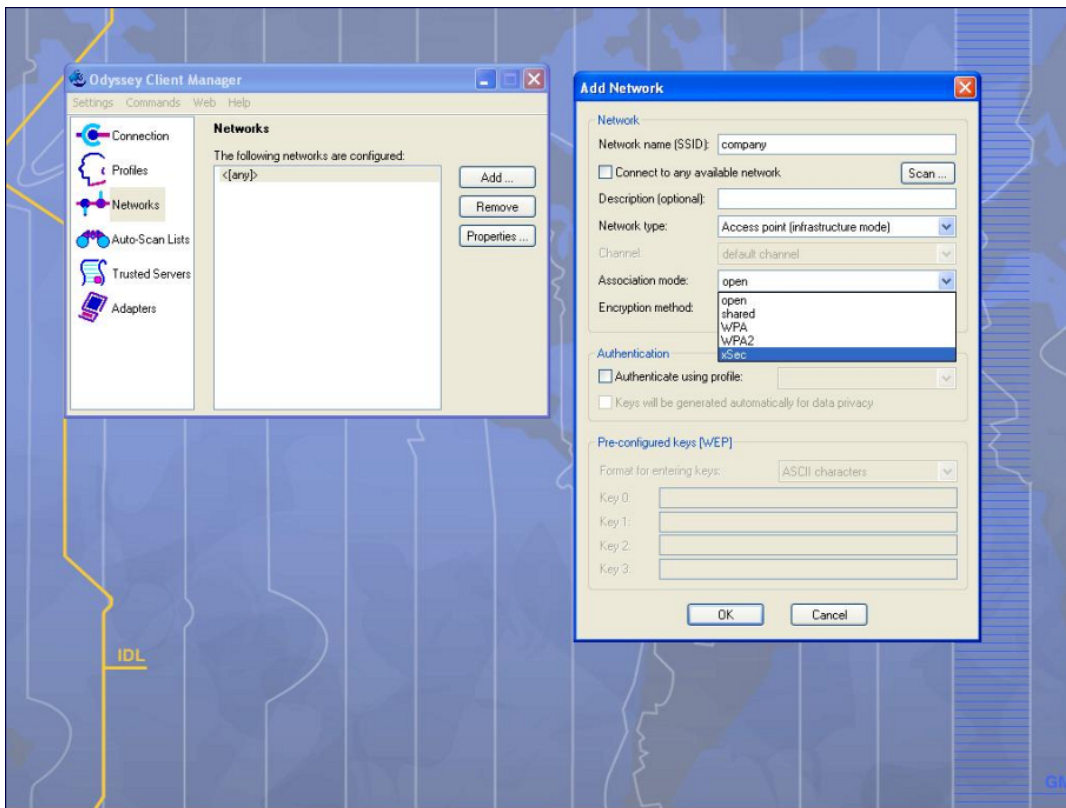 Odyssey Client Manager
Settings Commands Web Help
Connection
Profiles
Networks
Auto-Scan Lists
Trusted Servers
Adapters
Networks
The following networks are configured:
<[any]>
Add ...
Remove
Properties ...
Add Network
Network
Network name (SSID): company
Connect to any available network Scan ...
Description (optional):
Network type: Access point (infrastructure mode)
Channel: default channel
Association mode: open
Encryption method:
open
shared
WPA
WPA2
xSec
Authentication
Authenticate using profile:
Keys will be generated automatically for data privacy
Pre-configured keys [WEP]
Format for entering keys: ASCII characters
Key 0:
Key 1:
Key 2:
Key 3:
OK Cancel
IDL